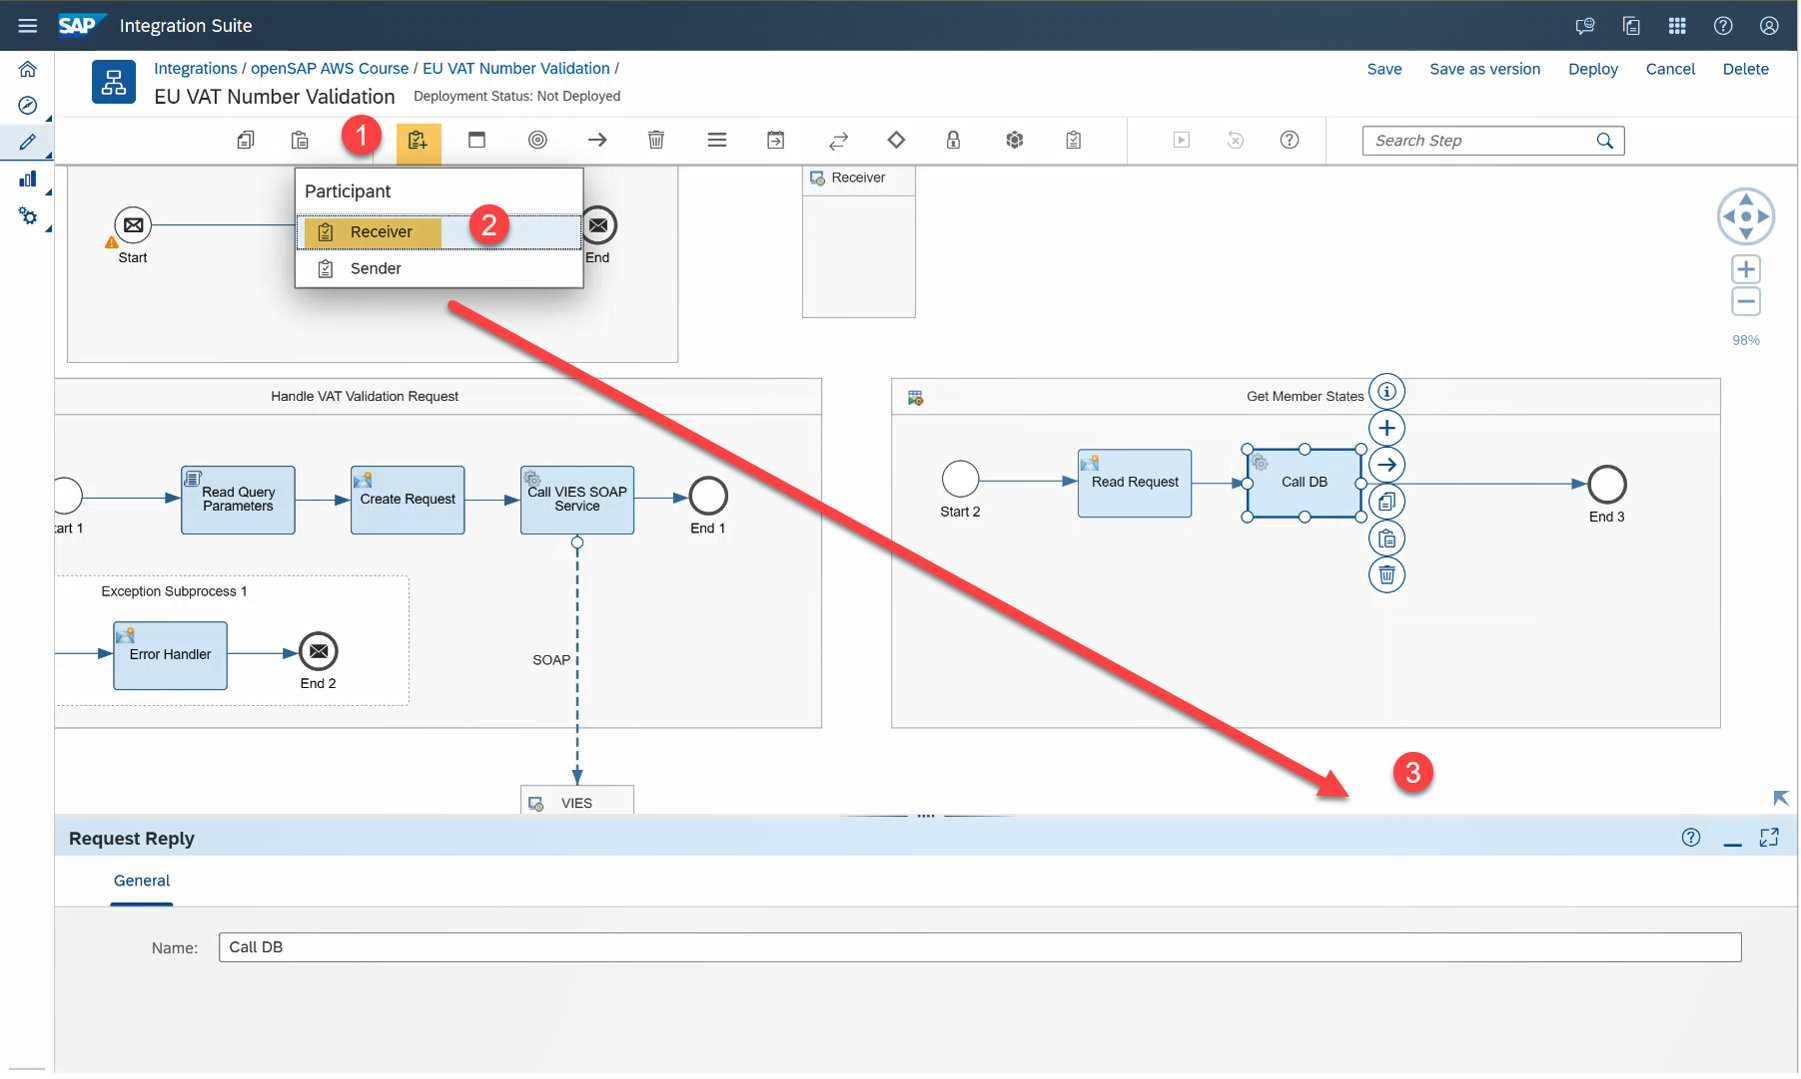 SAP Integration Suite
Integrations / openSAP AWS Course / EU VAT Number Validation /
Save Save as version Deploy Cancel Delete
EU VAT Number Validation Deployment Status: Not Deployed
1
Search Step
Participant
Receiver
2
Sender
Start
End
Receiver
98%
Handle VAT Validation Request
Get Member States
Read Query
Parameters
Create Request
Call VIES SOAP
Service
art 1
End 1
Start 2
Read Request
Call DB
End 3
Exception Subprocess 1
Error Handler
End 2
SOAP
3
VIES
Request Reply
General
Name: Call DB